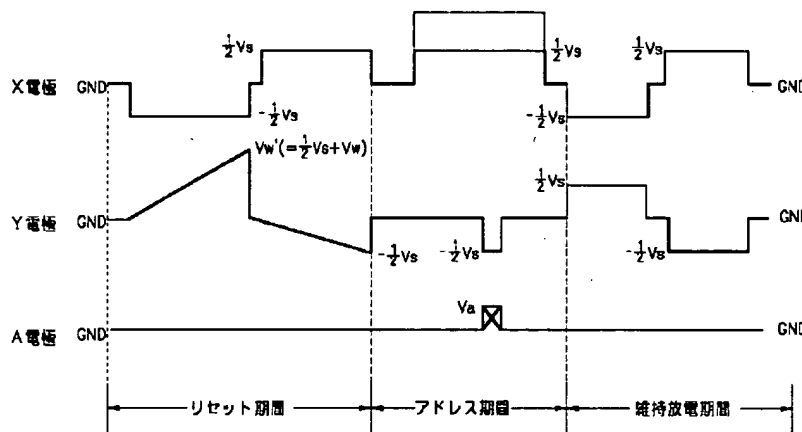 ½Vs
½Vs
½Vs
X電極 GND
GND
-½Vs
-½Vs
Vw'(=½Vs+Vw)
½Vs
Y電極 GND
GND
-½Vs
-½Vs
-½Vs
Va
A電極 GND
GND
リセット期間
アドレス期間
維持放電期間